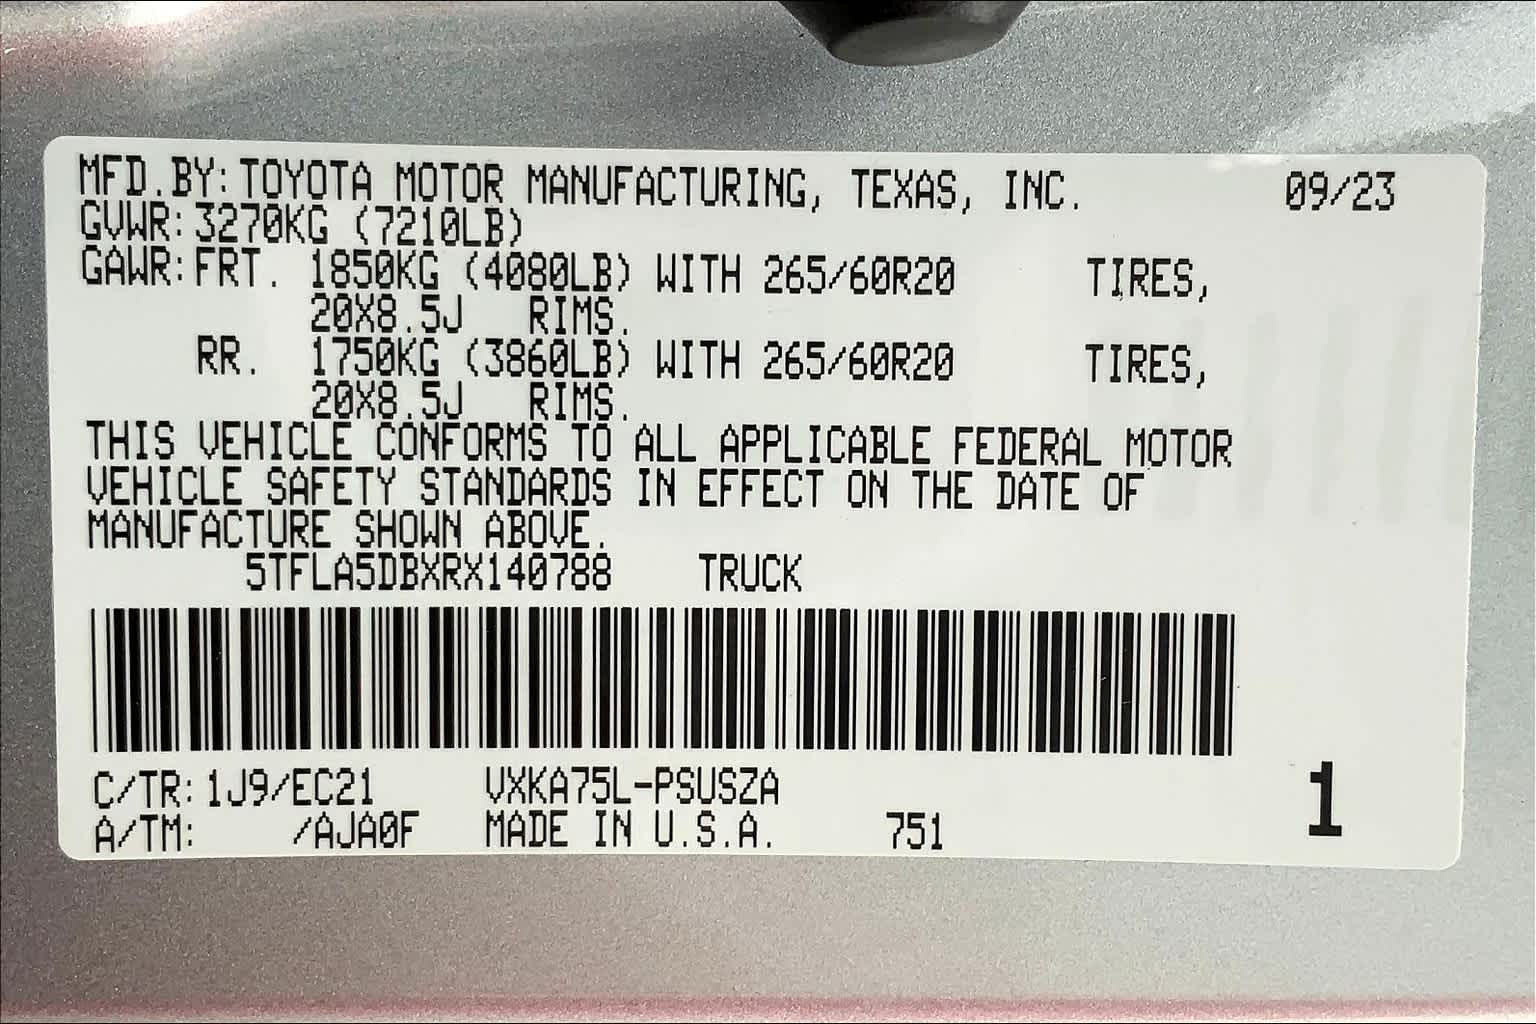 MFD.BY: TOYOTA MOTOR MANUFACTURING, TEXAS, INC. 09/23
GVWR: 3270KG (7210LB)
GAWR: FRT. 1850KG (4080LB) WITH 265/60R20 TIRES,
20X8.5J RIMS.
RR. 1750KG (3860LB) WITH 265/60R20 TIRES,
20X8.5J RIMS.
THIS VEHICLE CONFORMS TO ALL APPLICABLE FEDERAL MOTOR
VEHICLE SAFETY STANDARDS IN EFFECT ON THE DATE OF
MANUFACTURE SHOWN ABOVE.
5TFLA5DBXRX140788 TRUCK
C/TR: 1J9/EC21 VXKA75L-PSUSZA 1
A/TM: /AJA0F MADE IN U.S.A. 751